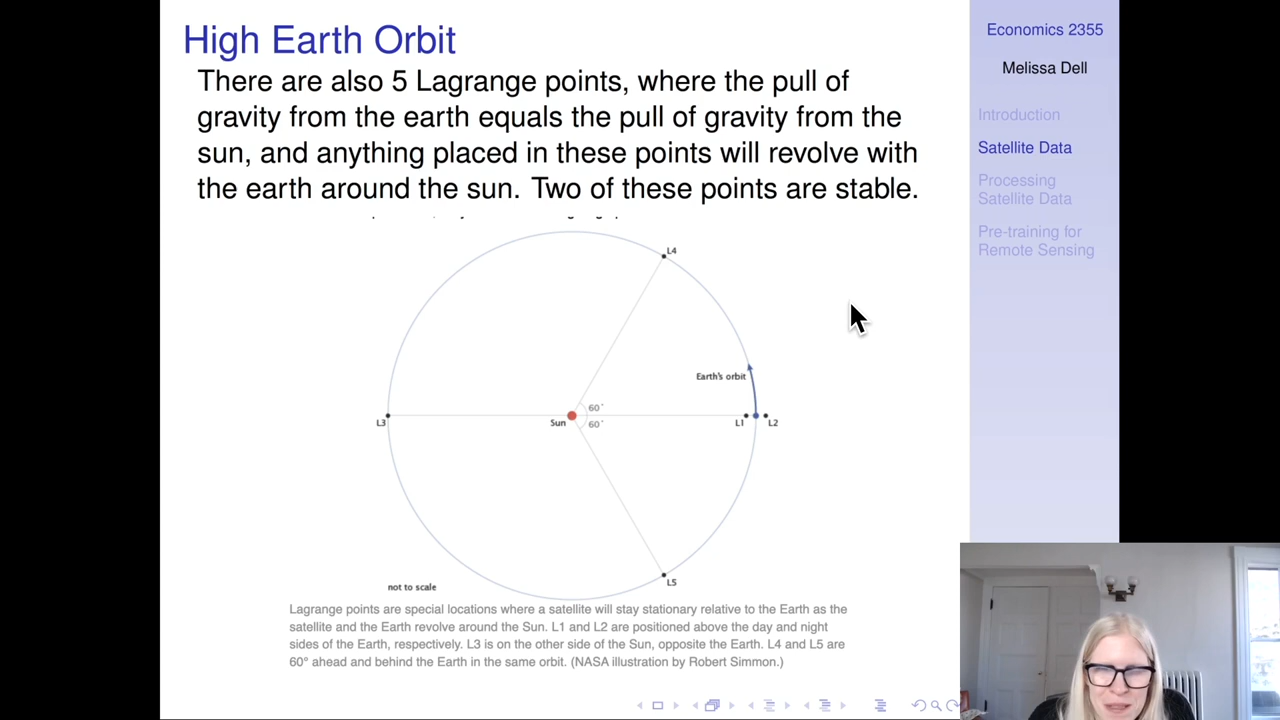 High Earth Orbit
There are also 5 Lagrange points, where the pull of
gravity from the earth equals the pull of gravity from the
sun, and anything placed in these points will revolve with
the earth around the sun. Two of these points are stable.
L4
Earth's orbit
60°
L3
Sun
60°
L1
L2
L5
not to scale
Lagrange points are special locations where a satellite will stay stationary relative to the Earth as the
satellite and the Earth revolve around the Sun. L1 and L2 are positioned above the day and night
sides of the Earth, respectively. L3 is on the other side of the Sun, opposite the Earth. L4 and L5 are
60° ahead and behind the Earth in the same orbit. (NASA illustration by Robert Simmon.)
Economics 2355
Melissa Dell
Introduction
Satellite Data
Processing
Satellite Data
Pre-training for
Remote Sensing